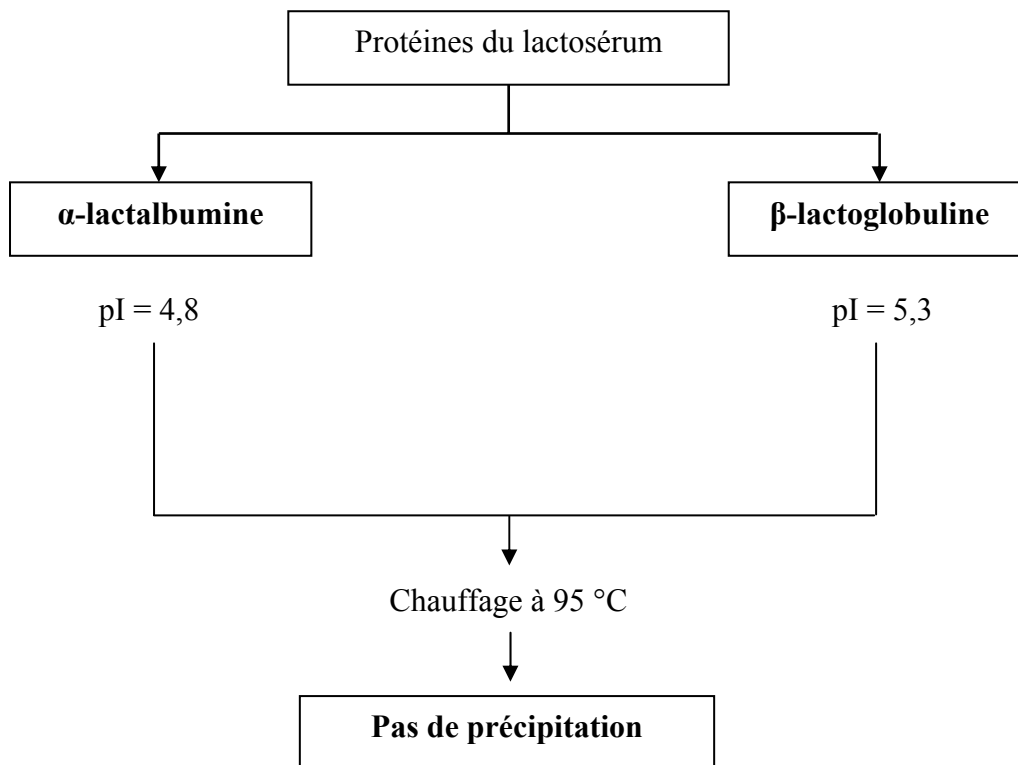 Protéines du lactosérum
α-lactalbumine
β-lactoglobuline
pI = 4,8
pI = 5,3
Chauffage à 95 °C
Pas de précipitation